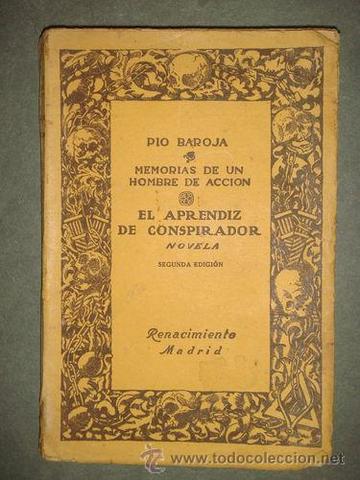 PIO BAROJA
MEMORIAS DE UN
HOMBRE DE ACCION
EL APRENDIZ
DE CONSPIRADOR
NOVELA
SEGUNDA EDICIÓN
Renacimiento
Madrid
todocoleccion.net